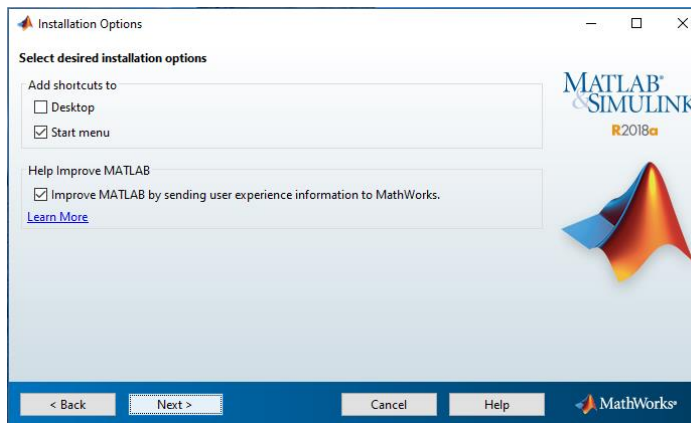 Installation Options
Select desired installation options
Add shortcuts to
Desktop
Start menu
Help Improve MATLAB
Improve MATLAB by sending user experience information to MathWorks.
Learn More
MATLAB®
&SIMULINK
R2018a
< Back
Next >
Cancel
Help
MathWorks®